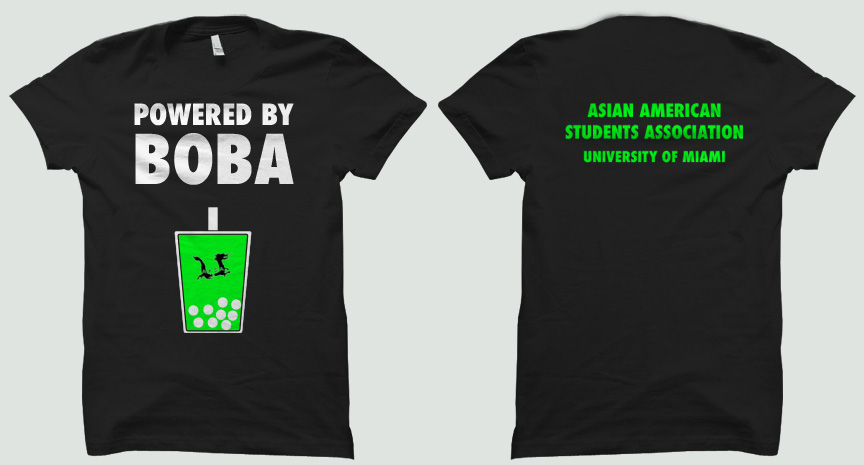 POWERED BY
BOBA
ASIAN AMERICAN
STUDENTS ASSOCIATION
UNIVERSITY OF MIAMI